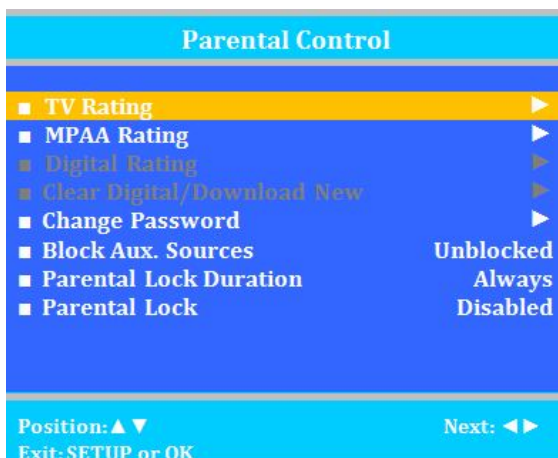 Parental Control
■ TV Rating ▶
■ MPAA Rating ▶
■ Digital Rating ▶
■ Clear Digital/Download New ▶
■ Change Password ▶
■ Block Aux. Sources Unblocked
■ Parental Lock Duration Always
■ Parental Lock Disabled
Position:▲ ▼ Next: ◀▶
Exit:SETUP or OK